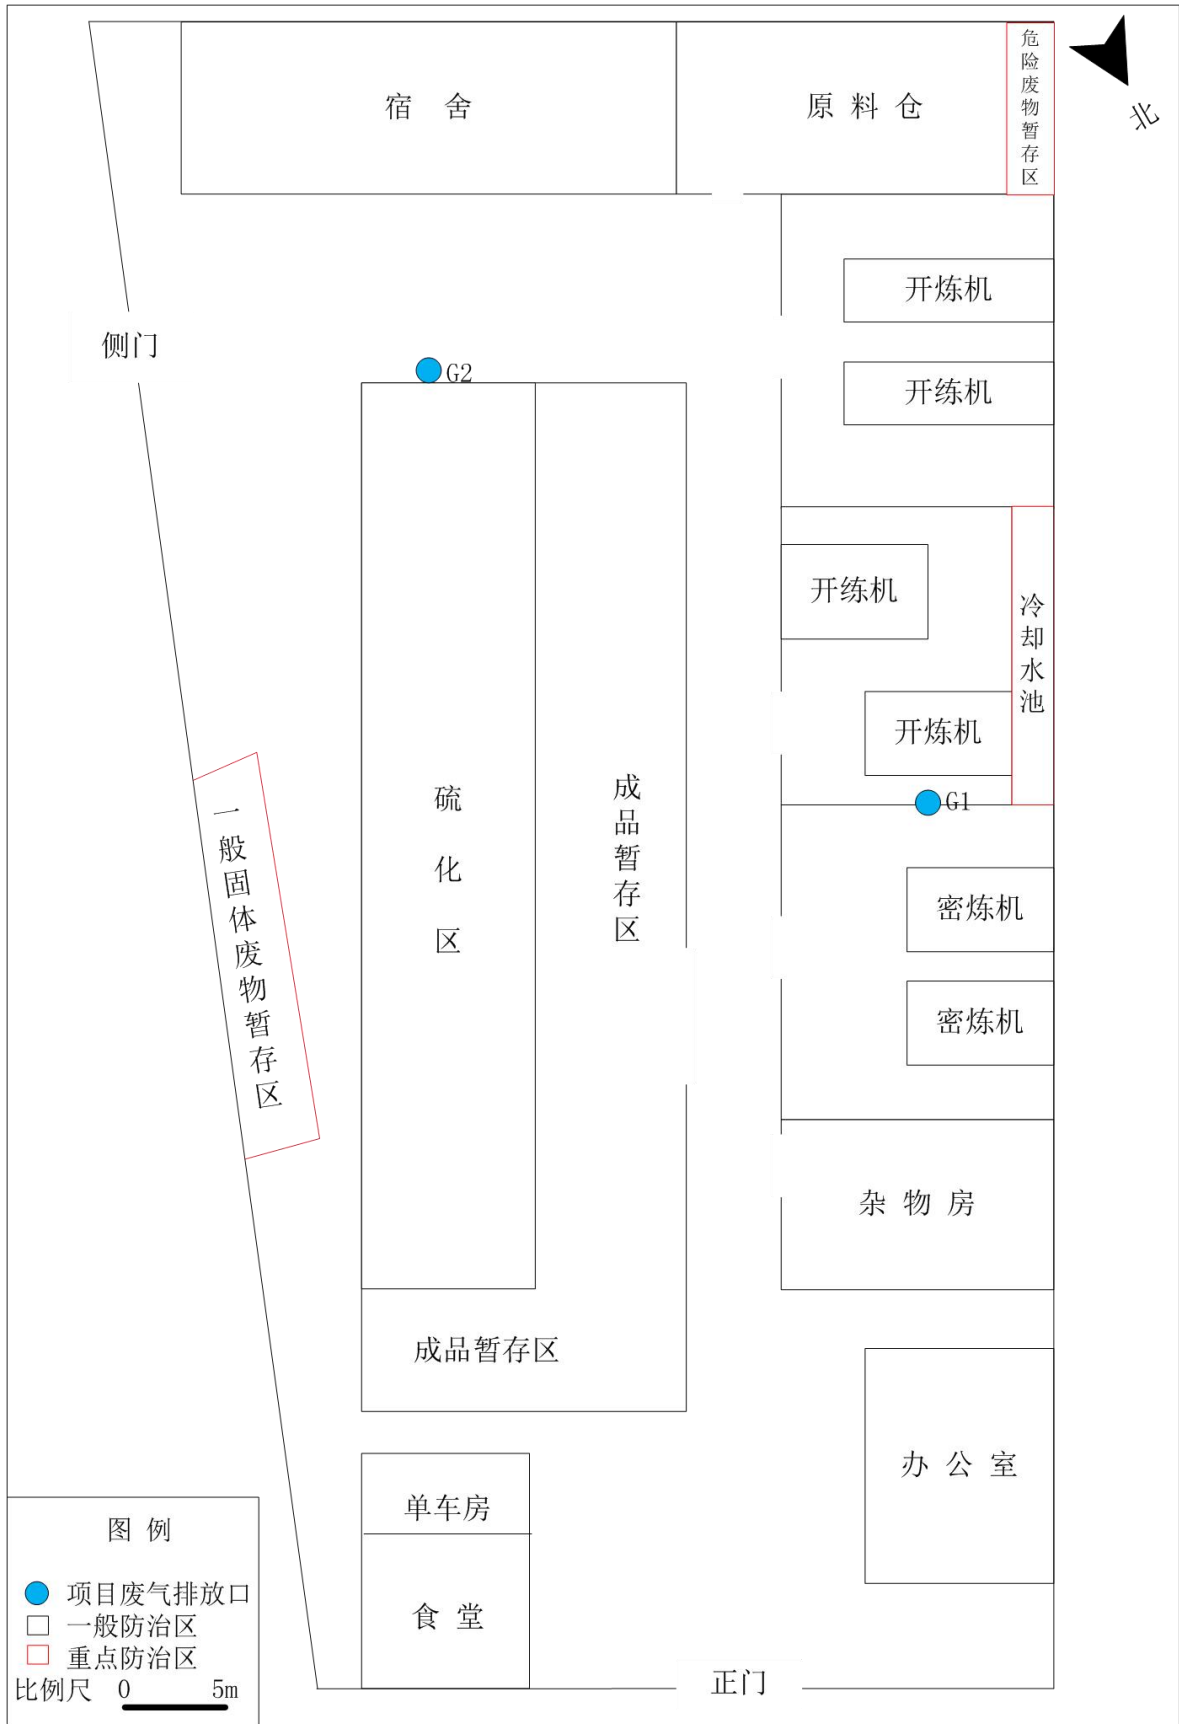 宿 舍
原 料 仓
危险废物暂存区
北
开炼机
侧门
G2
开练机
开练机
冷却水池
开炼机
G1
硫化区
成品暂存区
一般固体废物暂存区
密炼机
密炼机
杂 物 房
成品暂存区
办 公 室
单车房
食 堂
正门
图 例
项目废气排放口
一般防治区
重点防治区
比例尺 0 5m